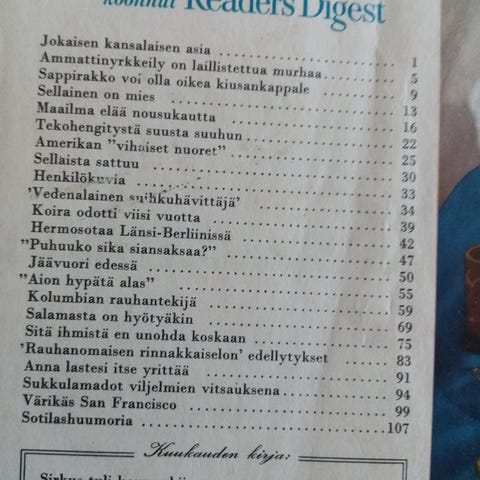 koonnut Reader's Digest
Jokaisen kansalaisen asia 1
Ammattinyrkkeily on laillistettua murhaa 5
Sappirakko voi olla oikea kiusankappale 9
Sellainen on mies 13
Maailma elää nousukautta 16
Tekohengitystä suusta suuhun 22
Amerikan ”vihaiset nuoret” 25
Sellaista sattuu 30
Henkilökuvia 33
’Vedenalainen suihkuhävittäjä’ 34
Koira odotti viisi vuotta 39
Hermosotaa Länsi-Berliinissä 42
”Puhuuko sika siansaksaa?” 47
Jäävuori edessä 50
”Aion hypätä alas” 55
Kolumbian rauhantekijä 59
Salamasta on hyötyäkin 69
Sitä ihmistä en unohda koskaan 75
’Rauhanomaisen rinnakkaiselon’ edellytykset 83
Anna lastesi itse yrittää 91
Sukkulamadot viljelmien vitsauksena 94
Värikäs San Francisco 99
Sotilashuumoria 107
Kuukauden kirja: